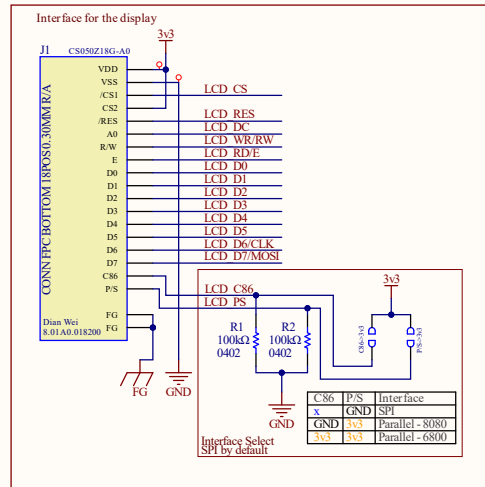 Interface for the display
3v3
J1
CS050Z18G-A0
CONN FPC BOTTOM 18POS 0.30MM R/A
VDD
VSS
/CS1
CS2
/RES
A0
R/W
E
D0
D1
D2
D3
D4
D5
D6
D7
C86
P/S
FG
FG
Dian Wei
8.01A0.018200
LCD CS
LCD RES
LCD DC
LCD WR/RW
LCD RD/E
LCD D0
LCD D1
LCD D2
LCD D3
LCD D4
LCD D5
LCD D6/CLK
LCD D7/MOSI
FG
GND
LCD C86
LCD PS
3v3
R1
100kΩ
0402
R2
100kΩ
0402
C86->3v3
P/S->3v3
GND
C86 P/S Interface
x GND SPI
GND 3v3 Parallel - 8080
3v3 3v3 Parallel - 6800
Interface Select
SPI by default